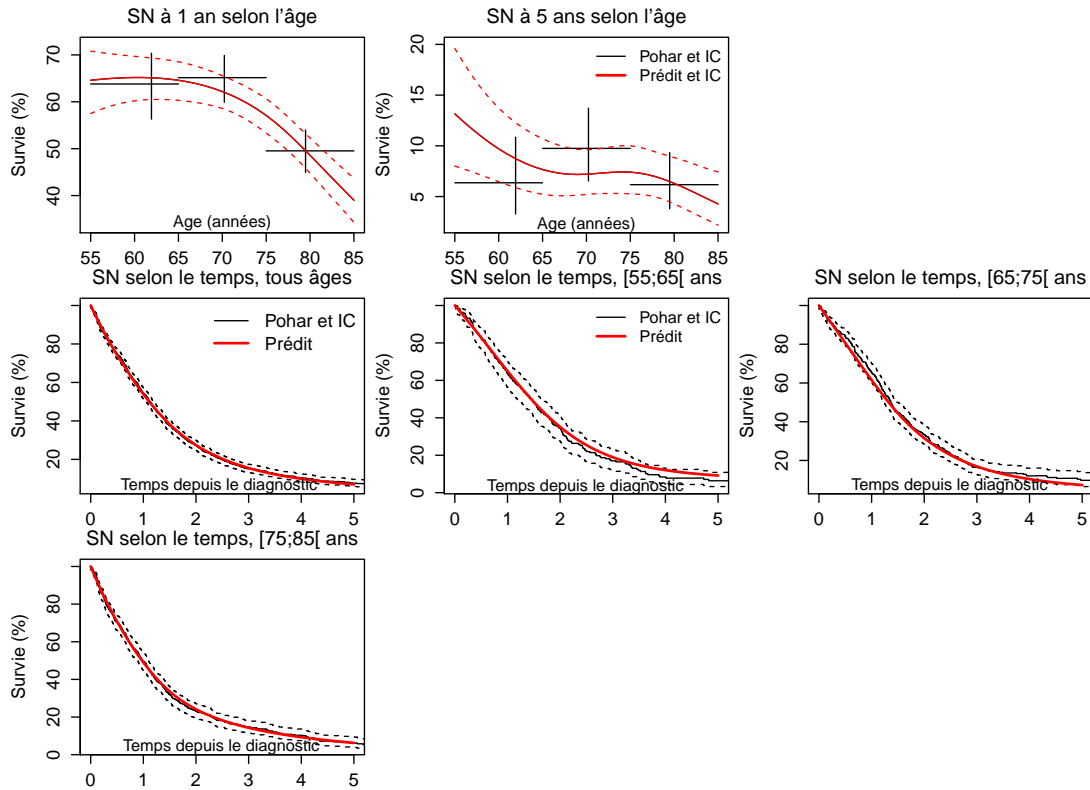 SN à 1 an selon l'âge
Survie (%)
70
60
50
40
Age (années)
55 60 65 70 75 80 85
SN à 5 ans selon l'âge
Survie (%)
20
15
10
5
Pohar et IC
Prédit et IC
Age (années)
55 60 65 70 75 80 85
SN selon le temps, tous âges
Survie (%)
80
60
40
20
Pohar et IC
Prédit
Temps depuis le diagnostic
0 1 2 3 4 5
SN selon le temps, [55;65[ ans
Survie (%)
80
60
40
20
0
Pohar et IC
Prédit
Temps depuis le diagnostic
0 1 2 3 4 5
SN selon le temps, [65;75[ ans
Survie (%)
80
60
40
20
Temps depuis le diagnostic
0 1 2 3 4 5
SN selon le temps, [75;85[ ans
Survie (%)
80
60
40
20
0
Temps depuis le diagnostic
0 1 2 3 4 5